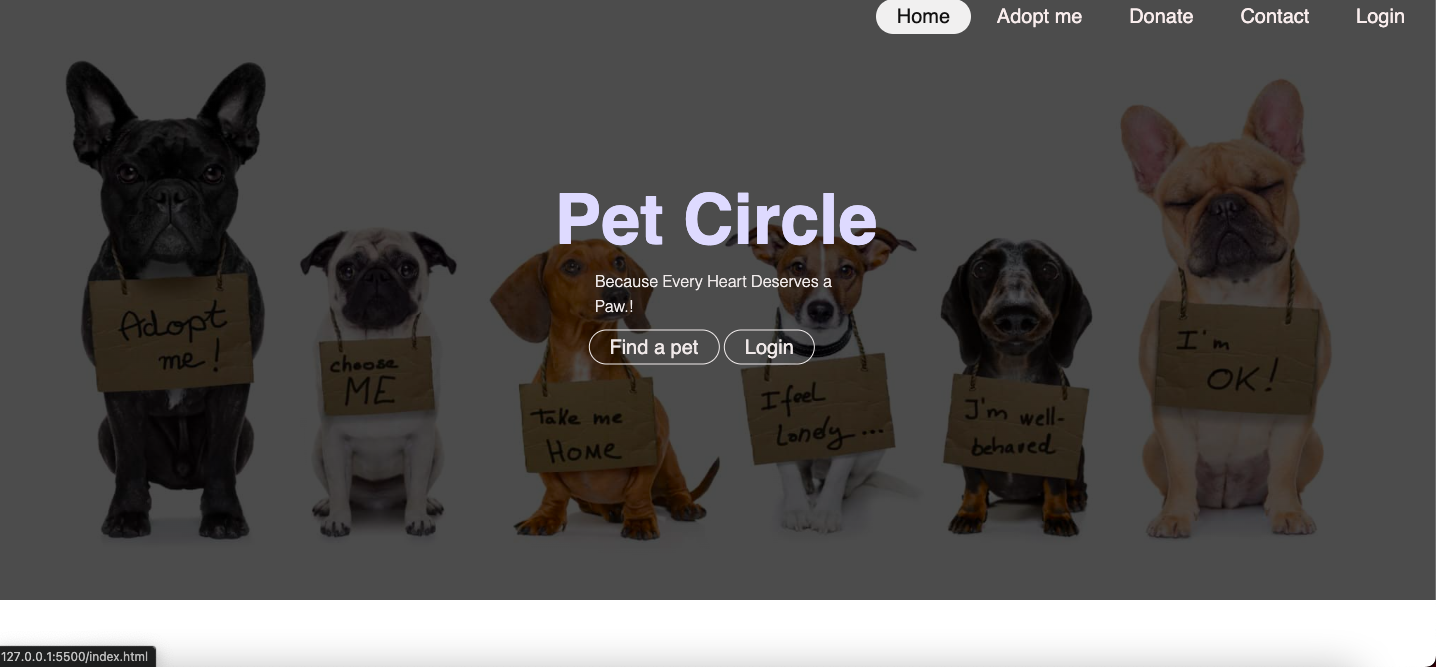 Home Adopt me Donate Contact Login
Pet Circle
Because Every Heart Deserves a
Paw.!
Find a pet Login
Adopt
me!
choose
ME
Take me
HOME
I feel
Lonely...
I'm well-
behaved
I'm
OK!
127.0.0.1:5500/index.html